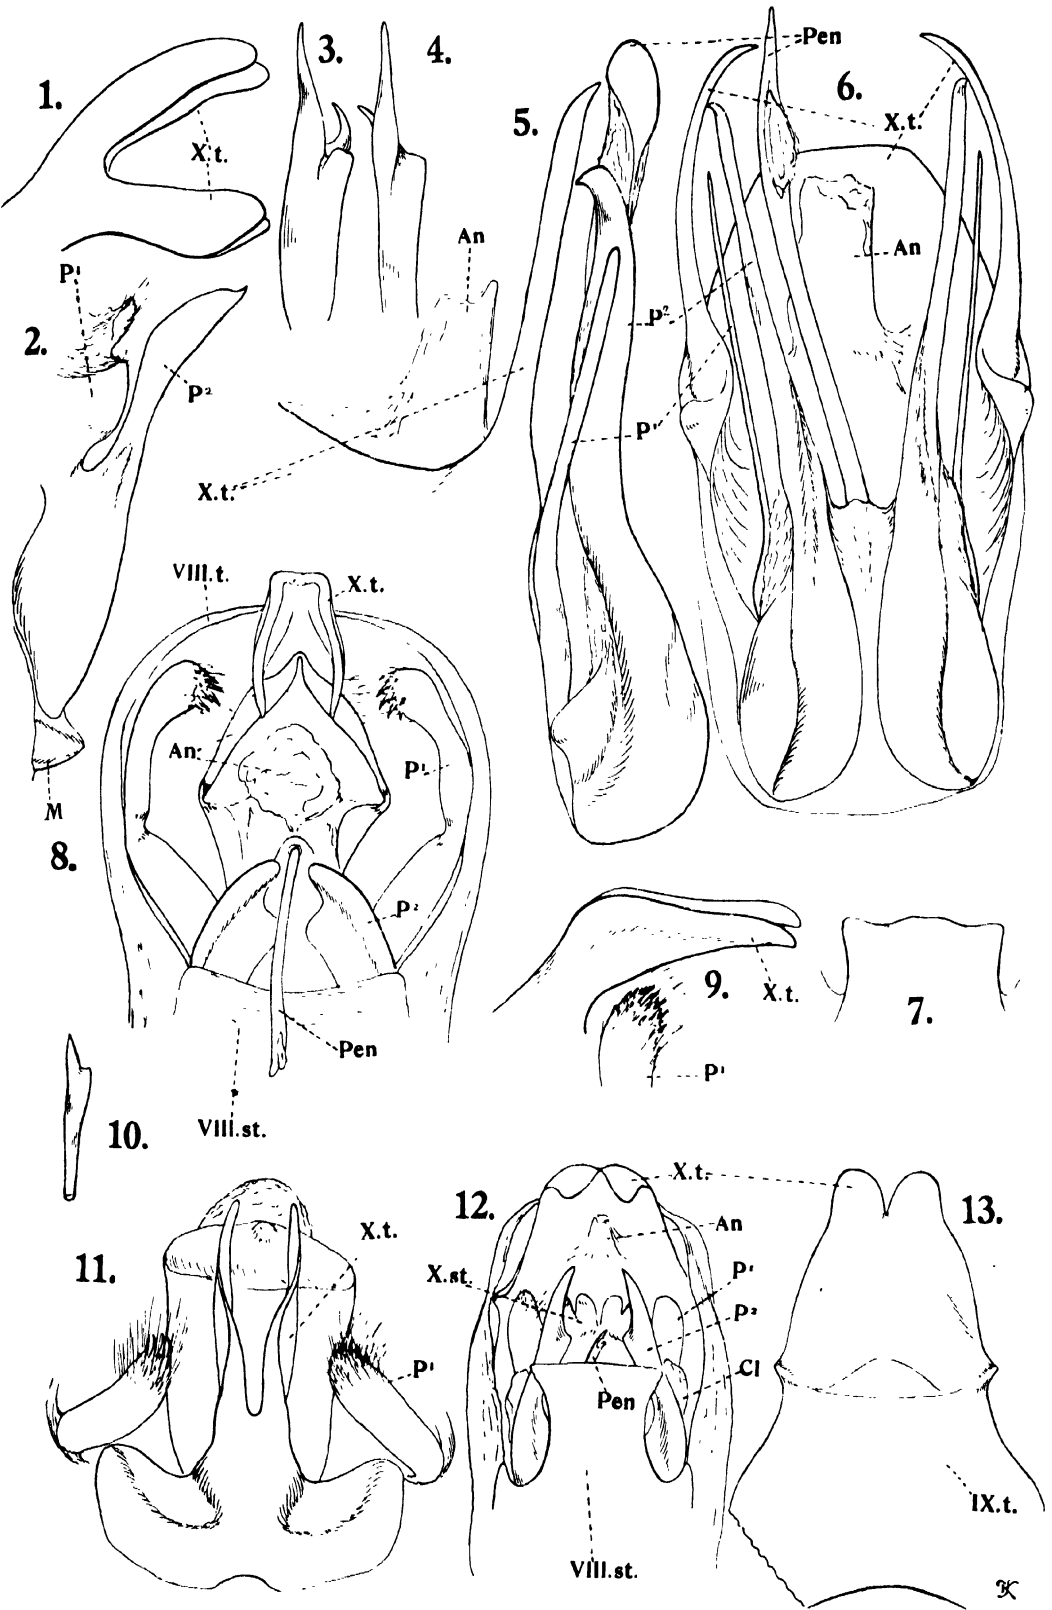 1.
X.t.
2.
P¹
P²
M
3.
4.
An
X.t.
5.
Pen
6.
X.t.
An
P²
P¹
VIII.t.
X.t.
An
P¹
8.
P²
Pen
VIII.st.
9.
X.t.
P¹
7.
10.
11.
X.t.
P¹
12.
X.t.
An
X.st.
P¹
P²
Cl
Pen
VIII.st.
13.
IX.t.